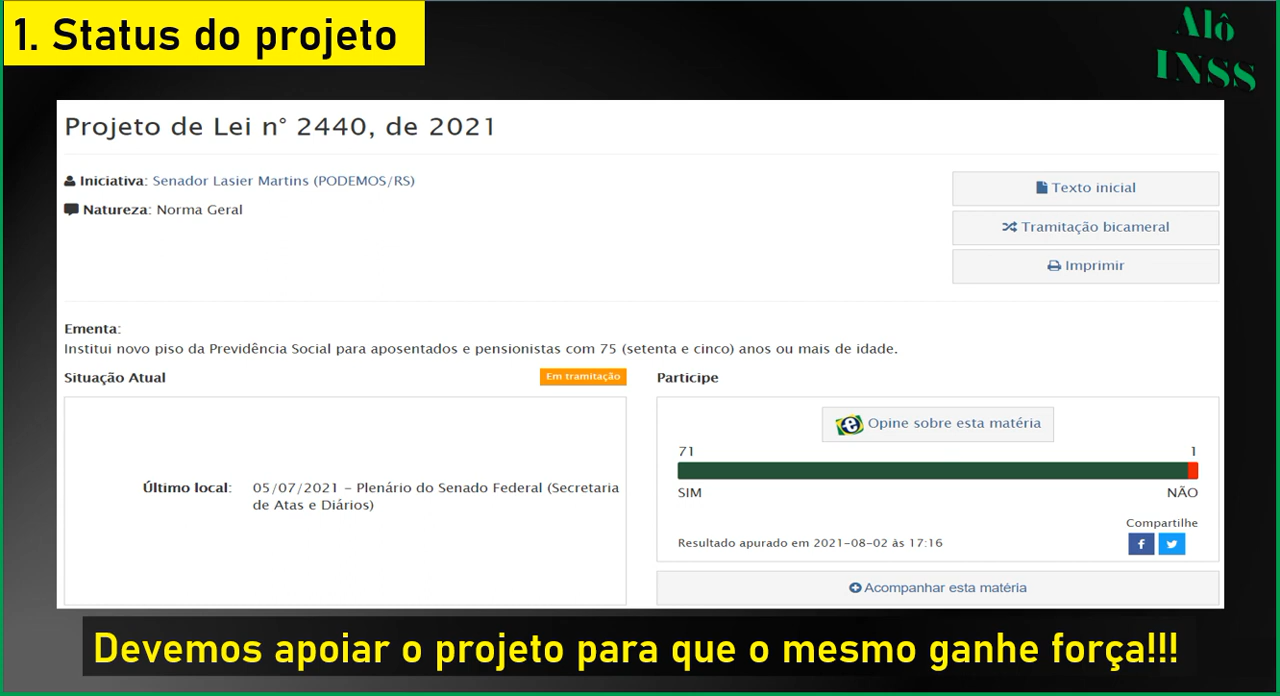 1. Status do projeto
Alô
INSS
Projeto de Lei n° 2440, de 2021
Iniciativa: Senador Lasier Martins (PODEMOS/RS)
Natureza: Norma Geral
Texto inicial
Tramitação bicameral
Imprimir
Ementa:
Institui novo piso da Previdência Social para aposentados e pensionistas com 75 (setenta e cinco) anos ou mais de idade.
Situação Atual
Em tramitação
Último local: 05/07/2021 - Plenário do Senado Federal (Secretaria
de Atas e Diários)
Participe
Opine sobre esta matéria
71 1
SIM NÃO
Compartilhe
Resultado apurado em 2021-08-02 às 17:16
Acompanhar esta matéria
Devemos apoiar o projeto para que o mesmo ganhe força!!!